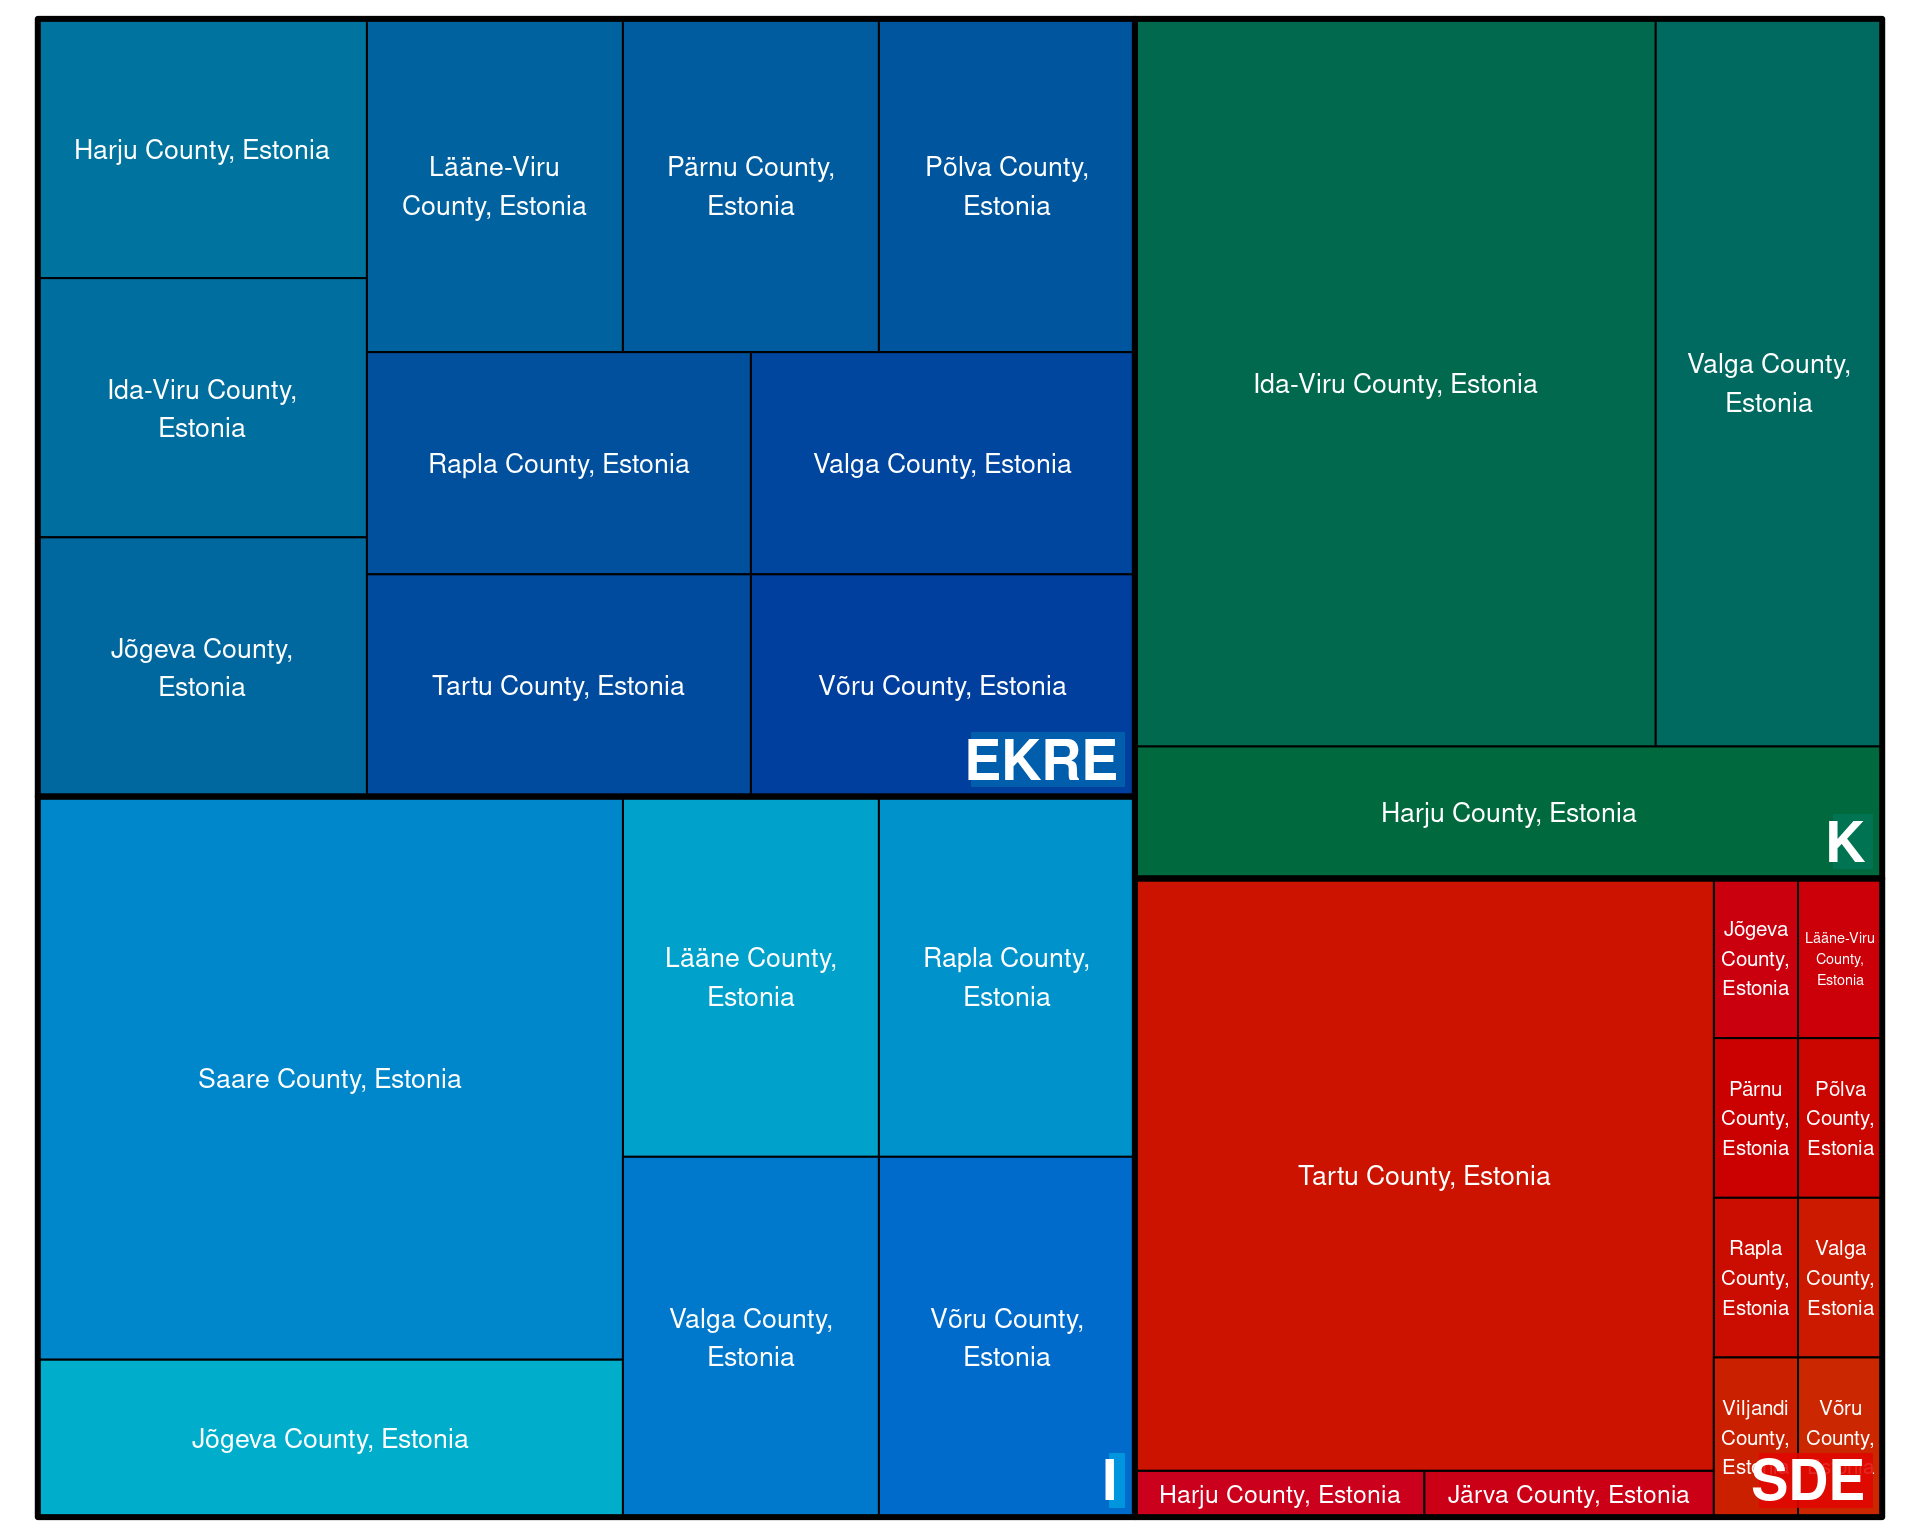 Harju County, Estonia
Lääne-Viru
County, Estonia
Pärnu County,
Estonia
Põlva County,
Estonia
Ida-Viru County,
Estonia
Jõgeva County,
Estonia
Rapla County, Estonia
Valga County, Estonia
Tartu County, Estonia
Võru County, Estonia
EKRE
Ida-Viru County, Estonia
Valga County,
Estonia
Harju County, Estonia
K
Saare County, Estonia
Jõgeva County, Estonia
Lääne County,
Estonia
Rapla County,
Estonia
Valga County,
Estonia
Võru County,
Estonia
I
Tartu County, Estonia
Harju County, Estonia
Järva County, Estonia
Jõgeva
County,
Estonia
Lääne-Viru
County,
Estonia
Pärnu
County,
Estonia
Põlva
County,
Estonia
Rapla
County,
Estonia
Valga
County,
Estonia
Viljandi
County,
Estonia
Võru
County,
Estonia
SDE